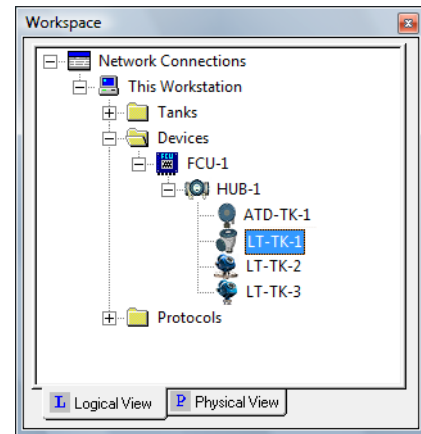 Workspace
Network Connections
This Workstation
Tanks
Devices
FCU
FCU-1
HUB-1
ATD-TK-1
LT-TK-1
LT-TK-2
LT-TK-3
Protocols
L Logical View P Physical View